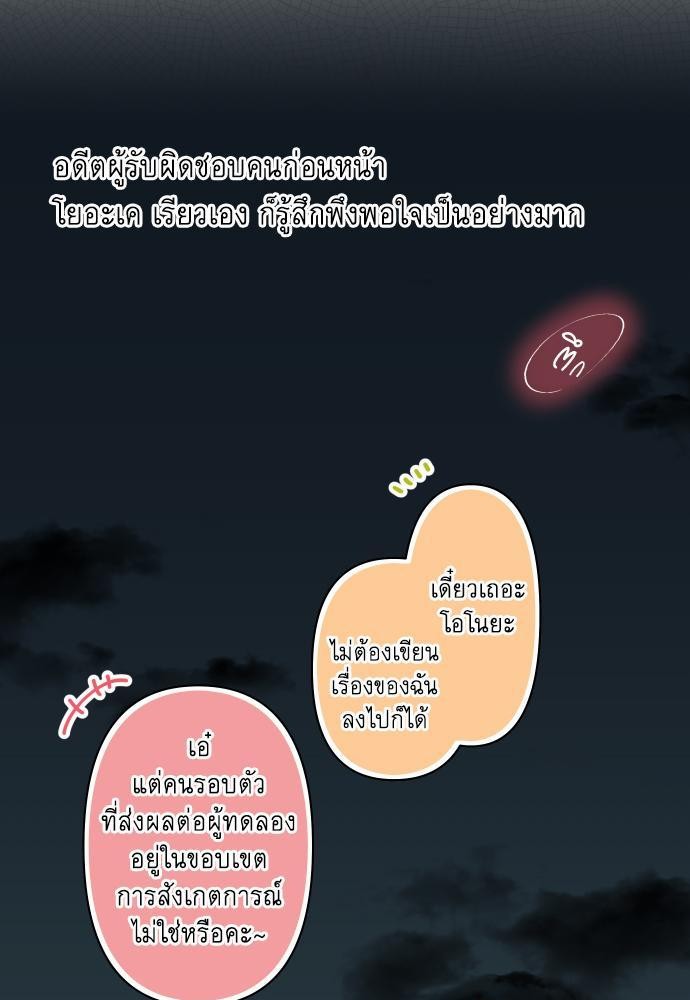 อดีตผู้รับผิดชอบคนก่อนหน้า
โยอะเค เรียวเอง ก็รู้สึกพึงพอใจเป็นอย่างมาก
ตึก
เดี๋ยวเถอะ
โอโนยะ
ไม่ต้องเขียน
เรื่องของฉัน
ลงไปก็ได้
เอ๋
แต่คนรอบตัว
ที่ส่งผลต่อผู้ทดลอง
อยู่ในขอบเขต
การสังเกตการณ์
ไม่ใช่หรือคะ~